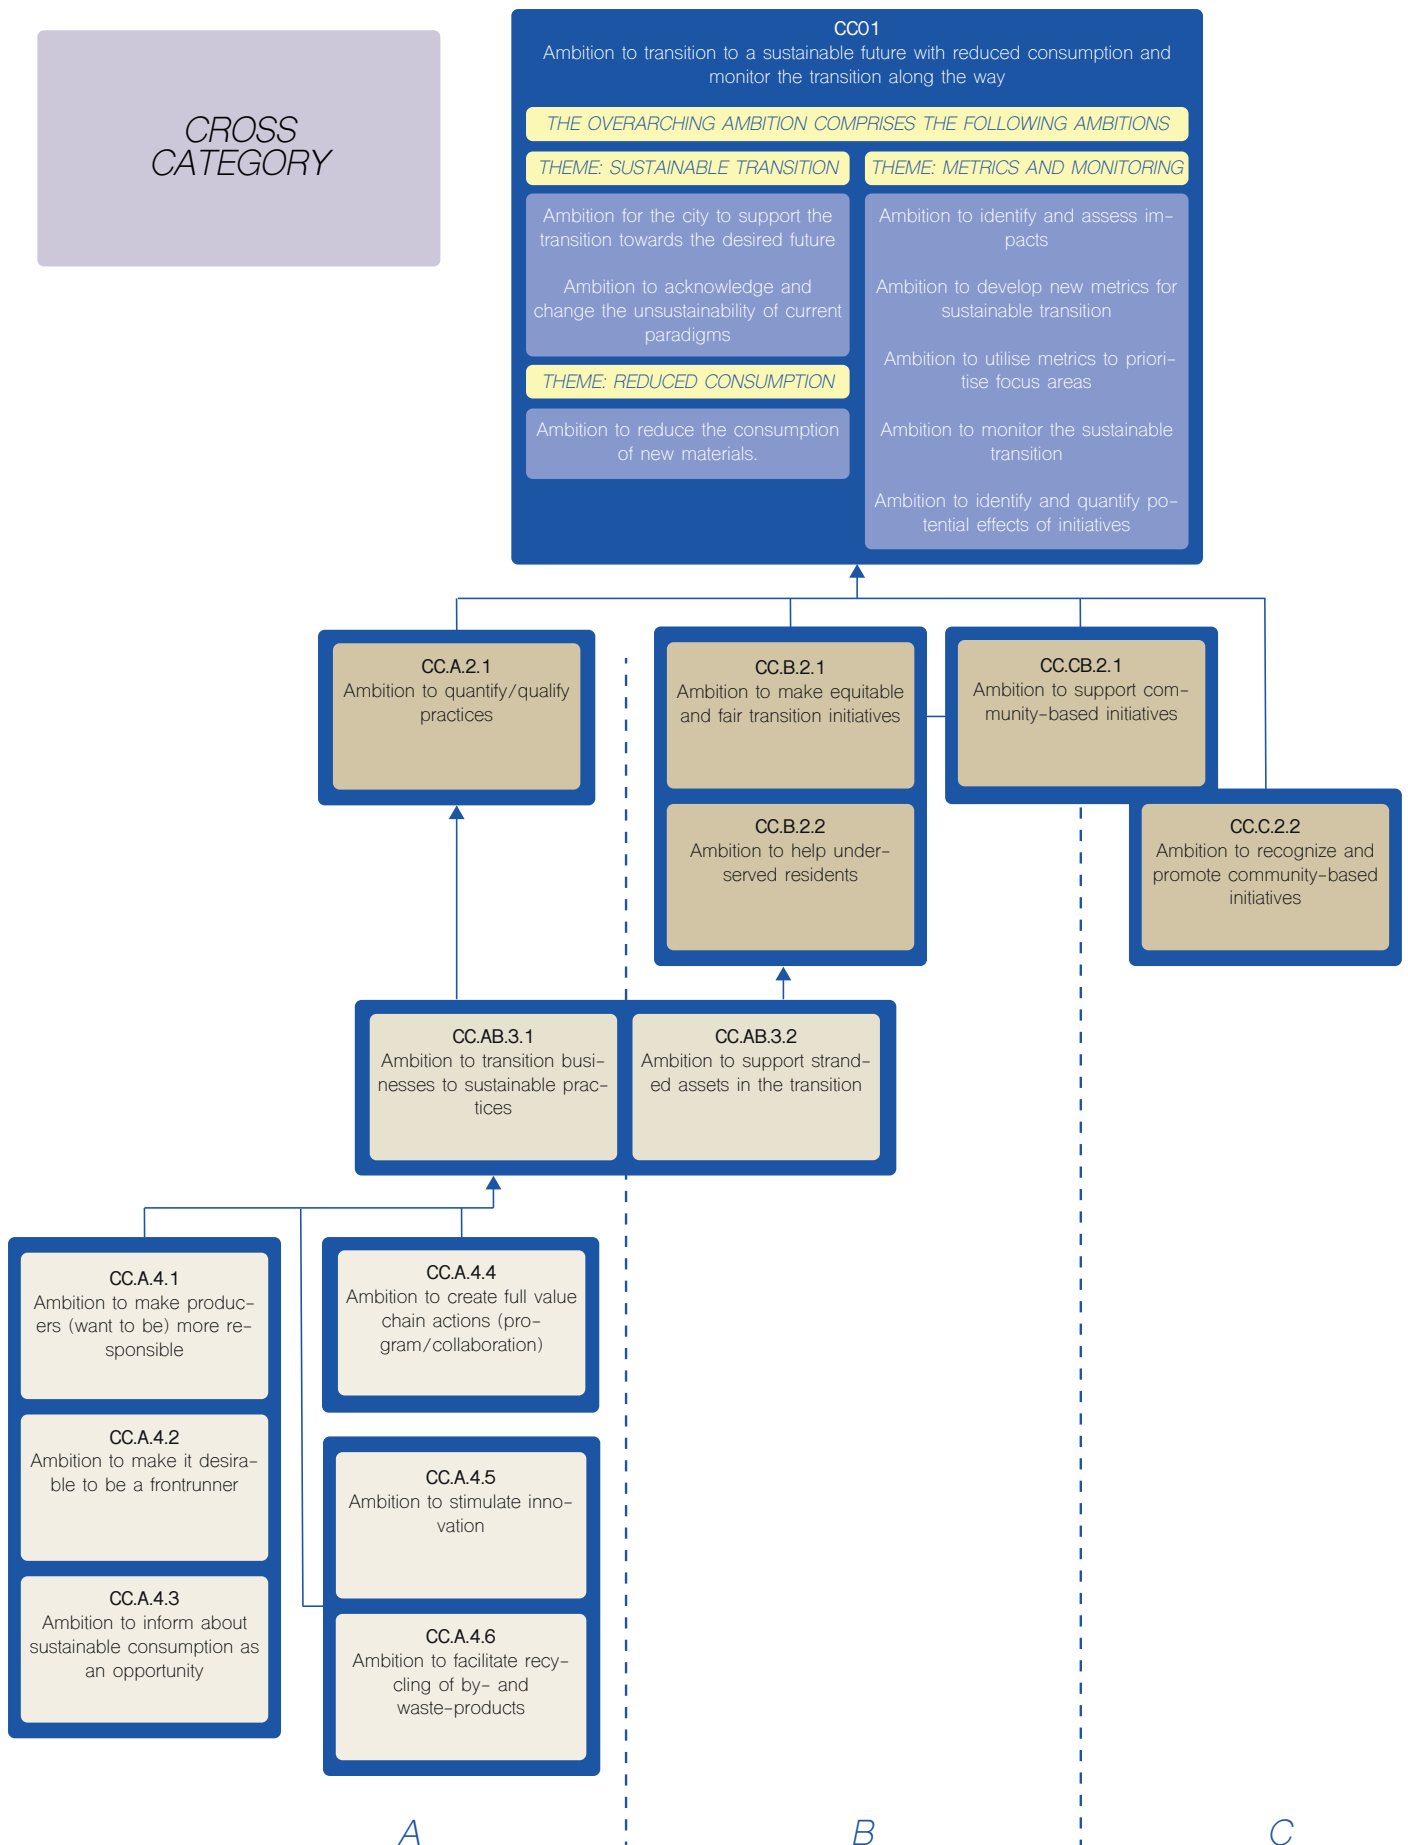 CROSS
CATEGORY
CC01
Ambition to transition to a sustainable future with reduced consumption and
monitor the transition along the way
THE OVERARCHING AMBITION COMPRISES THE FOLLOWING AMBITIONS
THEME: SUSTAINABLE TRANSITION
Ambition for the city to support the
transition towards the desired future
Ambition to acknowledge and
change the unsustainability of current
paradigms
THEME: REDUCED CONSUMPTION
Ambition to reduce the consumption
of new materials.
THEME: METRICS AND MONITORING
Ambition to identify and assess im-
pacts
Ambition to develop new metrics for
sustainable transition
Ambition to utilise metrics to priori-
tise focus areas
Ambition to monitor the sustainable
transition
Ambition to identify and quantify po-
tential effects of initiatives
CC.A.2.1
Ambition to quantify/qualify
practices
CC.B.2.1
Ambition to make equitable
and fair transition initiatives
CC.CB.2.1
Ambition to support com-
munity-based initiatives
CC.B.2.2
Ambition to help under-
served residents
CC.C.2.2
Ambition to recognize and
promote community-based
initiatives
CC.AB.3.1
Ambition to transition busi-
nesses to sustainable prac-
tices
CC.AB.3.2
Ambition to support strand-
ed assets in the transition
CC.A.4.1
Ambition to make produc-
ers (want to be) more re-
sponsible
CC.A.4.2
Ambition to make it desira-
ble to be a frontrunner
CC.A.4.3
Ambition to inform about
sustainable consumption as
an opportunity
CC.A.4.4
Ambition to create full value
chain actions (pro-
gram/collaboration)
CC.A.4.5
Ambition to stimulate inno-
vation
CC.A.4.6
Ambition to facilitate recy-
cling of by- and
waste-products
A
B
C